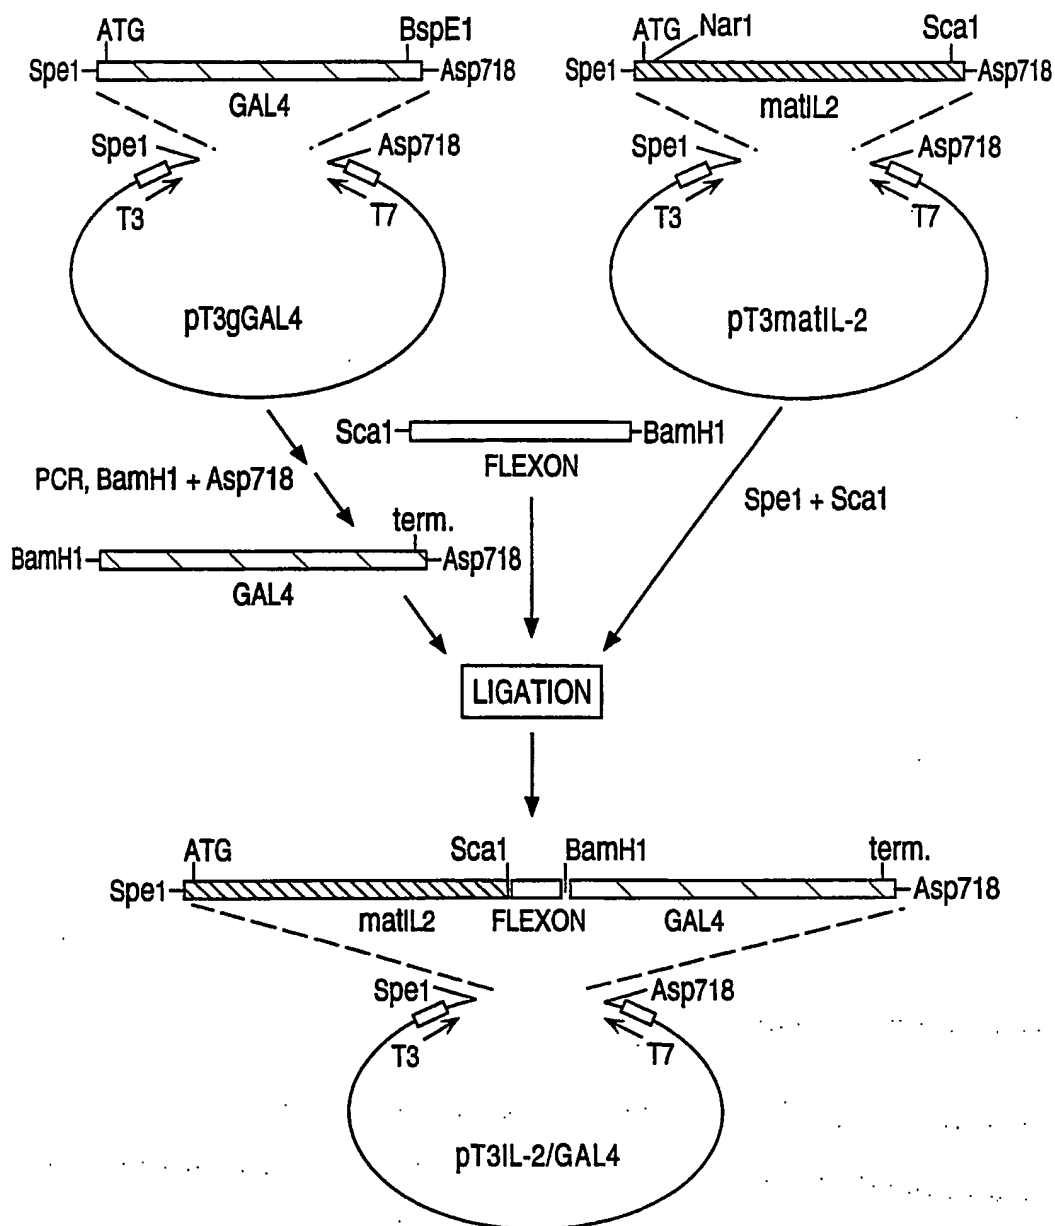 ATG
BspE1
Spe1
Asp718
GAL4
Spe1
Asp718
T3
T7
pT3gGAL4
ATG
Nar1
Sca1
Spe1
Asp718
matIL2
Spe1
Asp718
T3
T7
pT3matIL-2
Sca1
BamH1
FLEXON
PCR, BamH1 + Asp718
Spe1 + Sca1
term.
BamH1
Asp718
GAL4
LIGATION
ATG
Sca1
BamH1
term.
Spe1
Asp718
matIL2
FLEXON
GAL4
Spe1
Asp718
T3
T7
pT3IL-2/GAL4